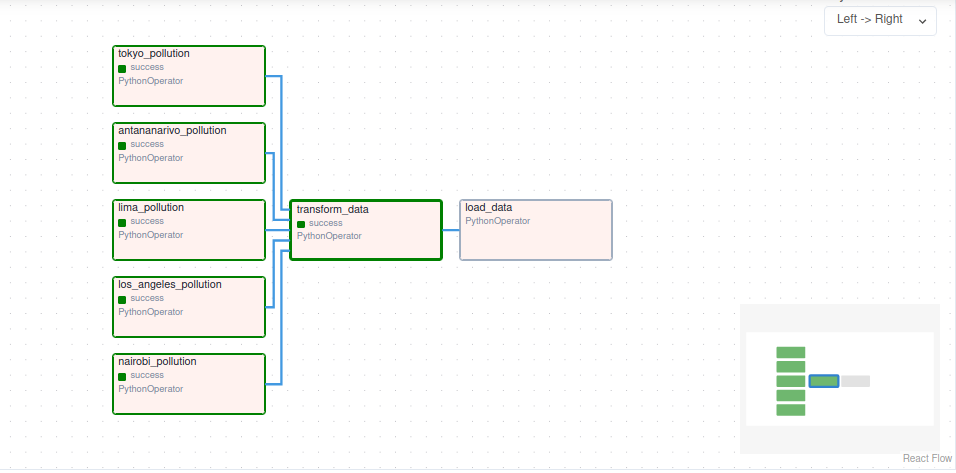 Left -> Right
tokyo_pollution
success
PythonOperator
antananarivo_pollution
success
PythonOperator
lima_pollution
success
PythonOperator
transform_data
success
PythonOperator
load_data
PythonOperator
los_angeles_pollution
success
PythonOperator
nairobi_pollution
success
PythonOperator
React Flow